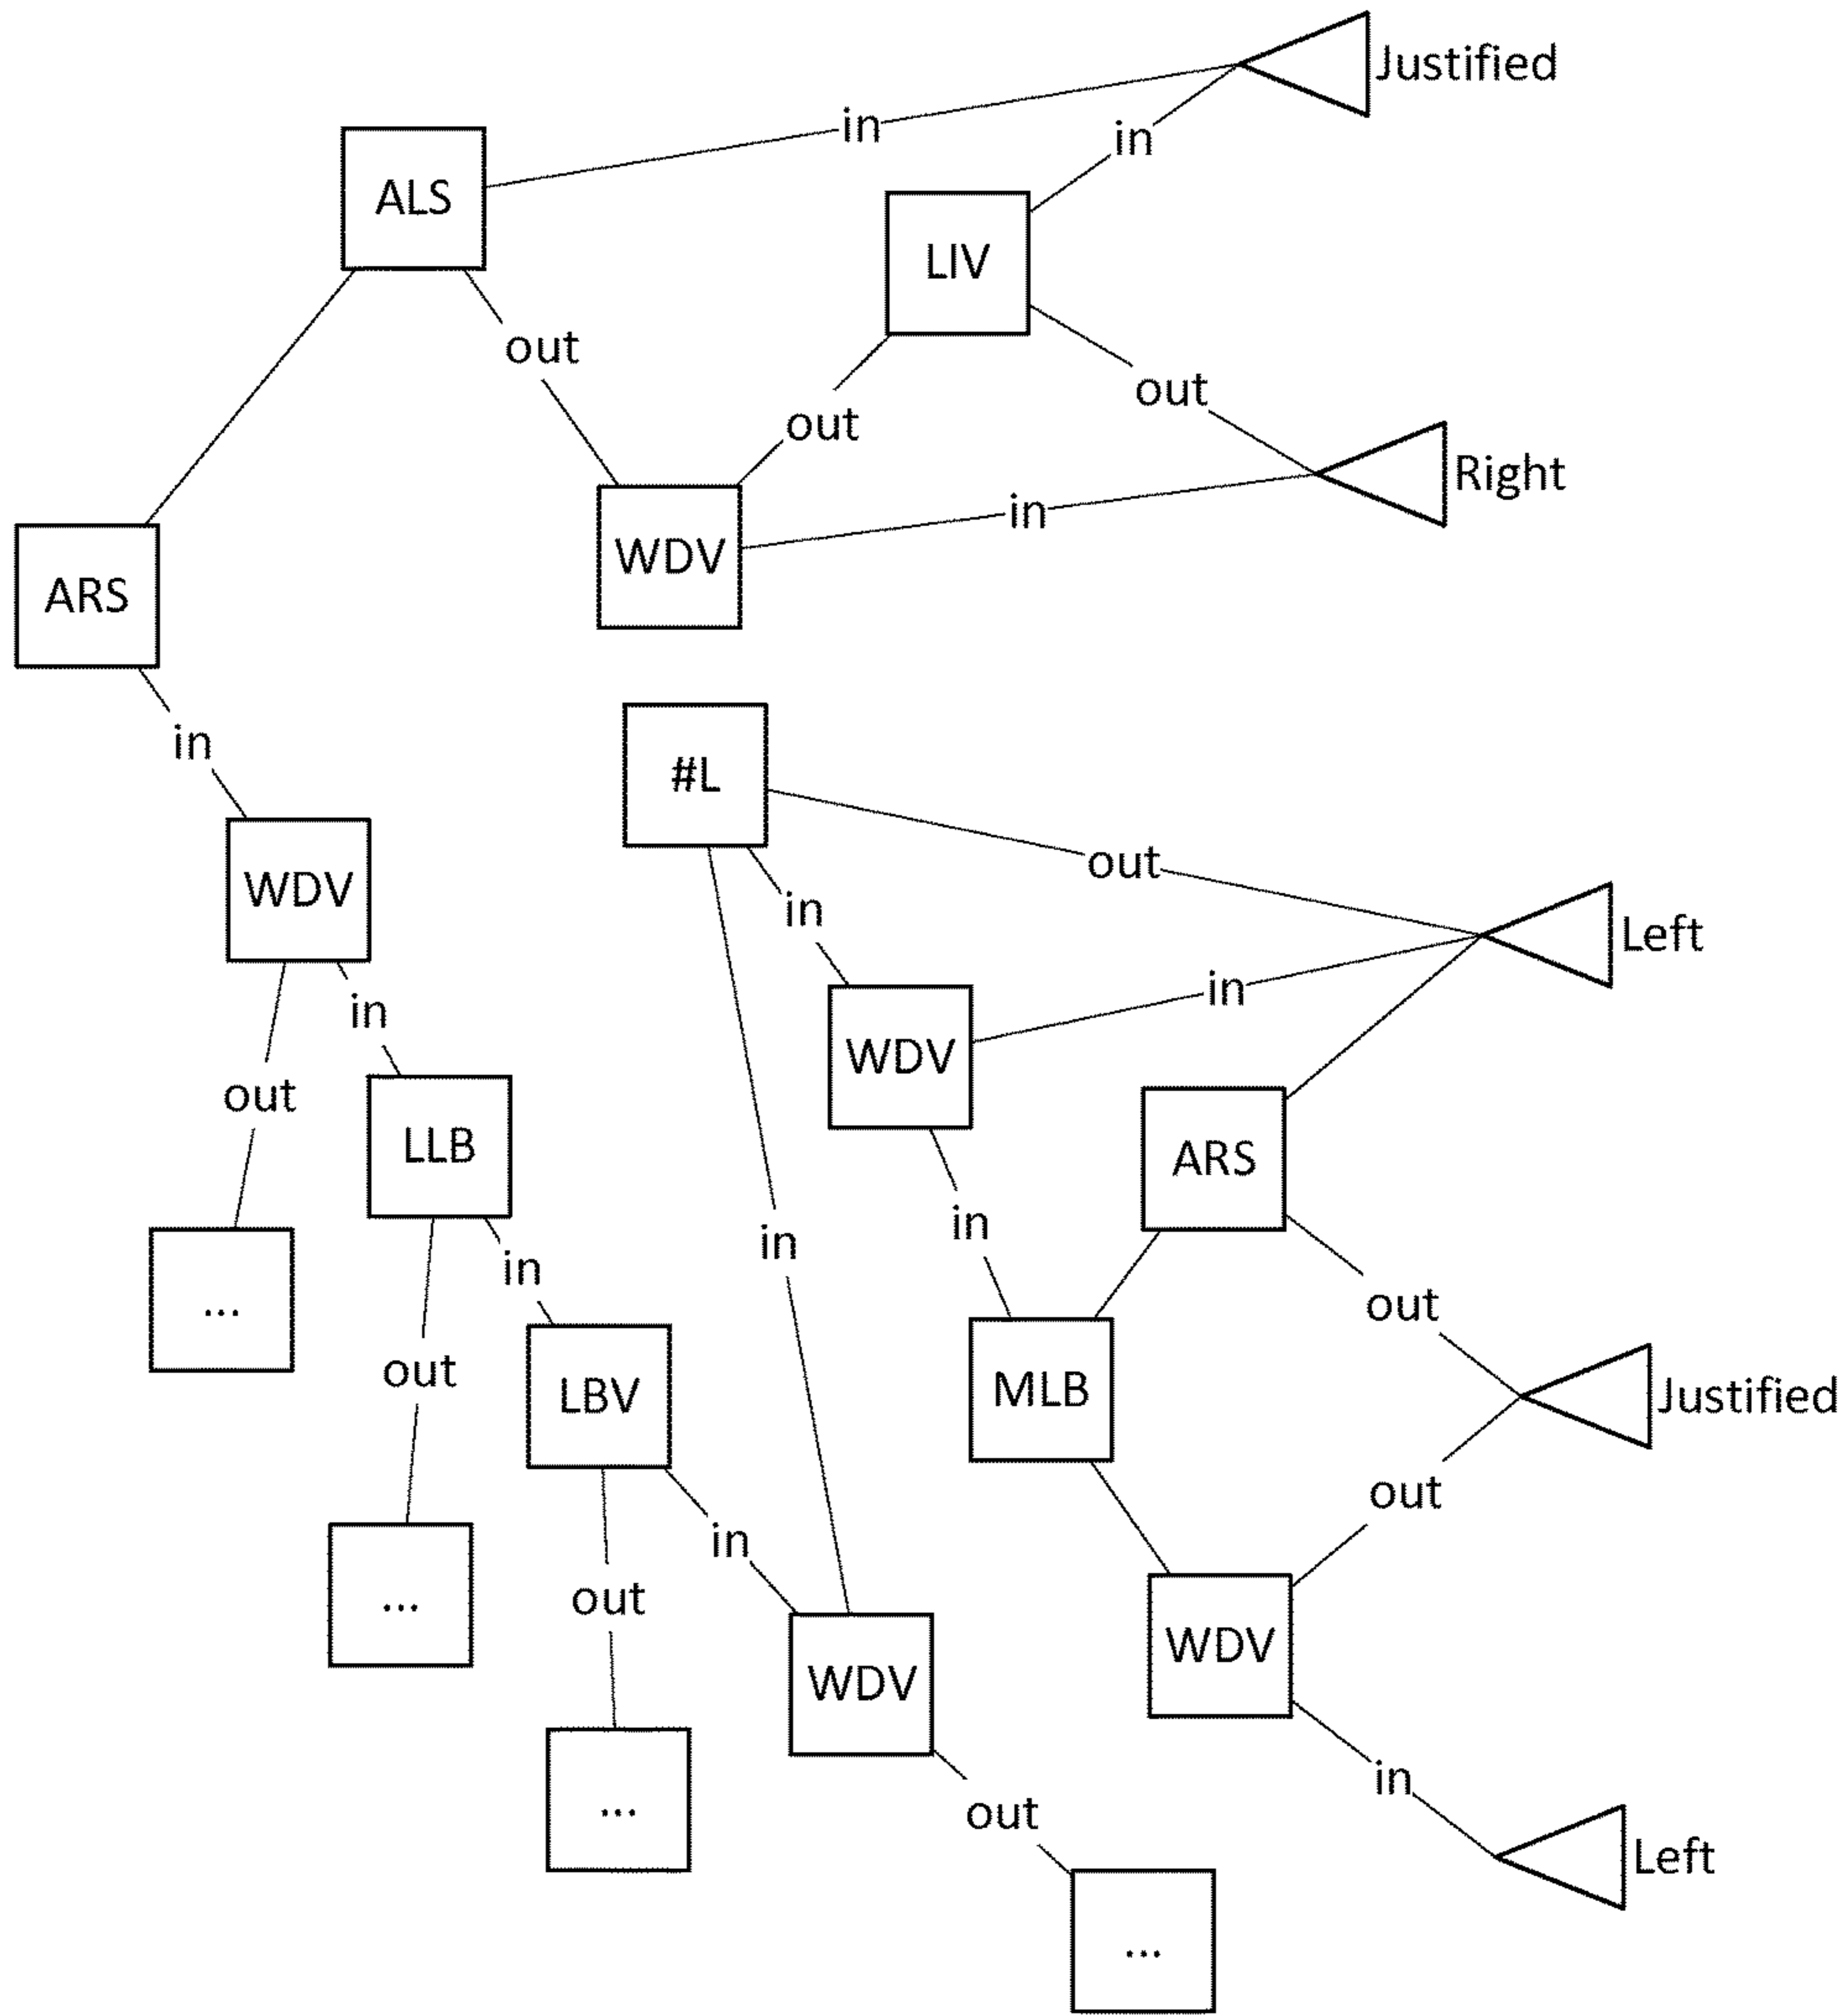 Justified
in
in
ALS
LIV
out
out
out
Right
in
WDV
ARS
in
#L
out
WDV
in
Left
in
in
WDV
out
LLB
ARS
in
in
in
...
out
out
LBV
MLB
Justified
in
out
out
...
WDV
WDV
in
...
out
Left
...